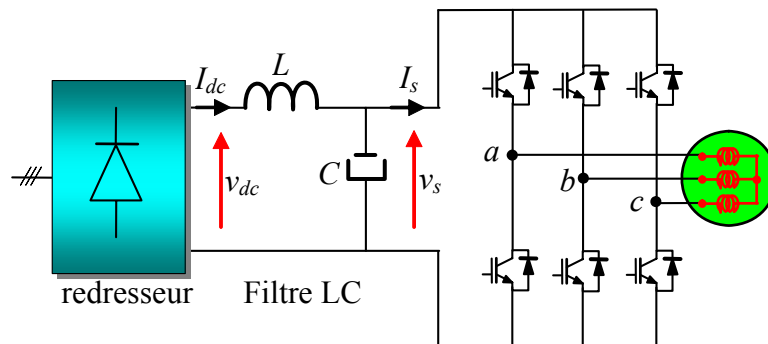 I_dc
L
I_s
v_dc
C
v_s
a
b
c
redresseur
Filtre LC